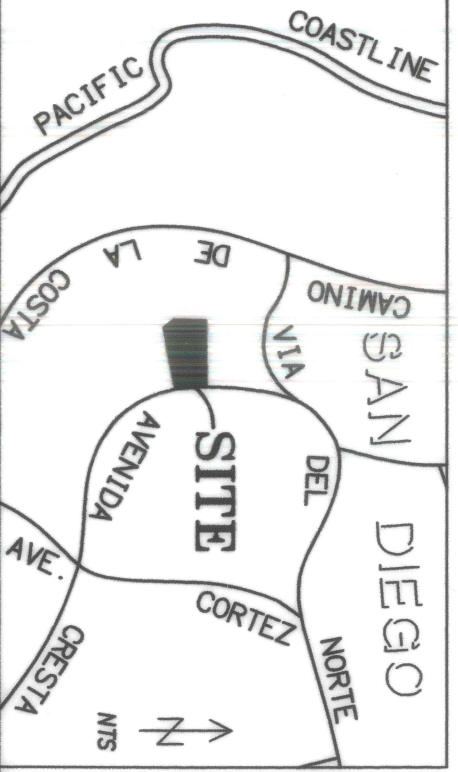 PACIFIC COASTLINE
CAMINO DE LA COSTA
VIA DEL NORTE
SAN DIEGO
AVENIDA CORTEZ
SITE
CRESTA AVE.
N
NTS